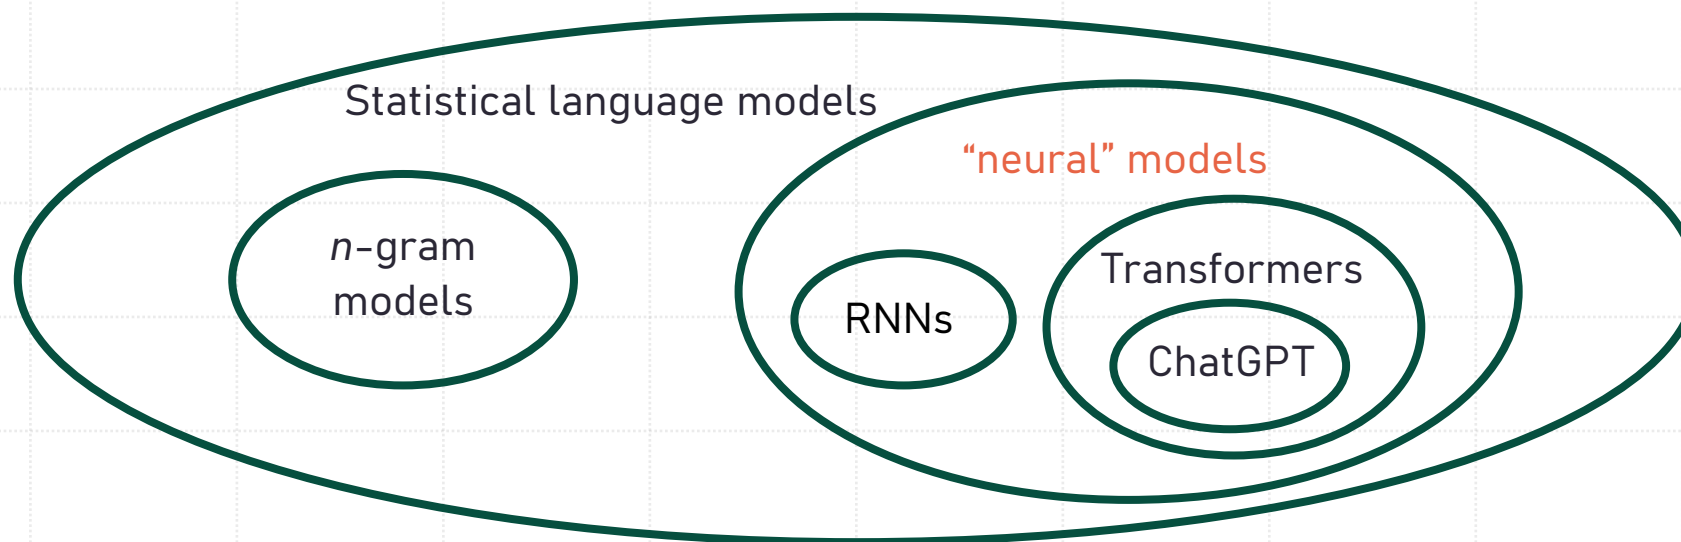 Statistical language models
“neural” models
n-gram
models
RNNs
Transformers
ChatGPT